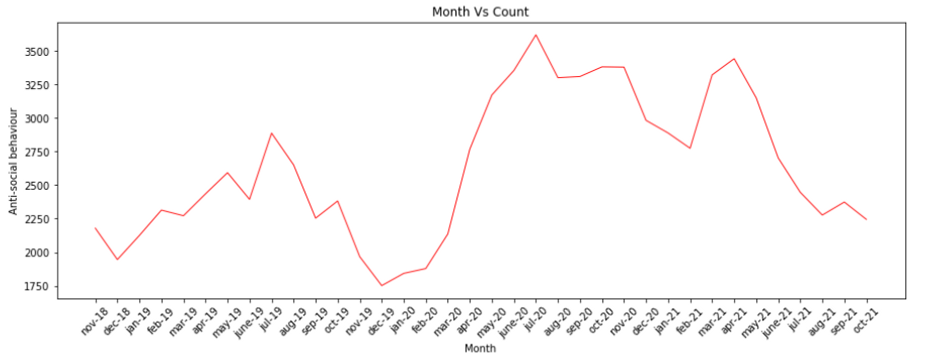 Month Vs Count
Anti-social behaviour
3500
3250
3000
2750
2500
2250
2000
1750
nov-18
dec-18
jan-19
feb-19
mar-19
apr-19
may-19
june-19
jul-19
aug-19
sep-19
oct-19
nov-19
dec-19
jan-20
feb-20
mar-20
apr-20
may-20
june-20
jul-20
aug-20
sep-20
oct-20
nov-20
dec-20
jan-21
feb-21
mar-21
apr-21
may-21
june-21
jul-21
aug-21
sep-21
oct-21
Month